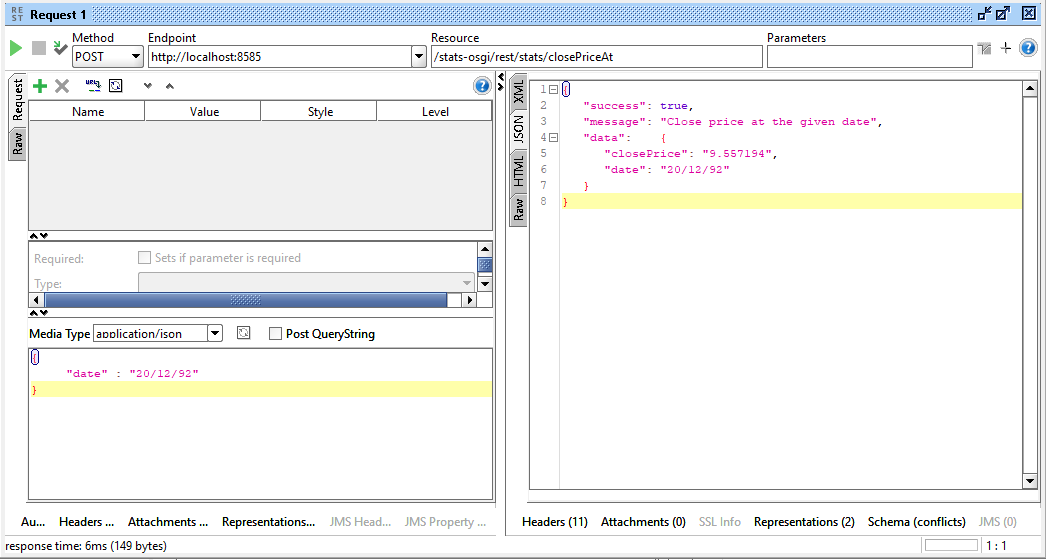 RE ST Request 1
Method Endpoint Resource Parameters
POST http://localhost:8585 /stats-osgi/rest/stats/closePriceAt
Request
Raw
Name Value Style Level
Required: Sets if parameter is required
Type:
Media Type application/json Post QueryString
{
"date" : "20/12/92"
}
Au... Headers ... Attachments ... Representations... JMS Head... JMS Property ...
XML
JSON
HTML
Raw
1 {
2 "success": true,
3 "message": "Close price at the given date",
4 "data": {
5 "closePrice": "9.557194",
6 "date": "20/12/92"
7 }
8 }
Headers (11) Attachments (0) SSL Info Representations (2) Schema (conflicts) JMS (0)
response time: 6ms (149 bytes) 1 : 1